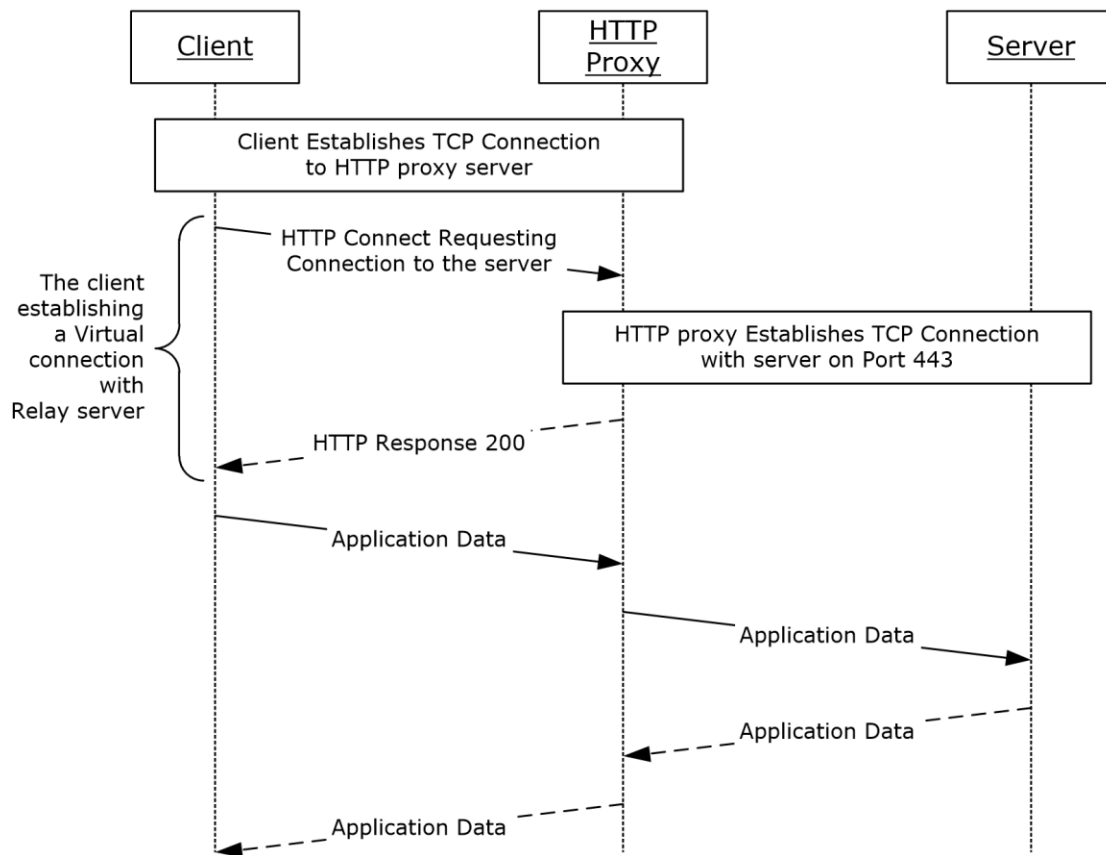 Client
HTTP
Proxy
Server
Client Establishes TCP Connection
to HTTP proxy server
HTTP Connect Requesting
Connection to the server
The client
establishing
a Virtual
connection
with
Relay server
HTTP proxy Establishes TCP Connection
with server on Port 443
HTTP Response 200
Application Data
Application Data
Application Data
Application Data